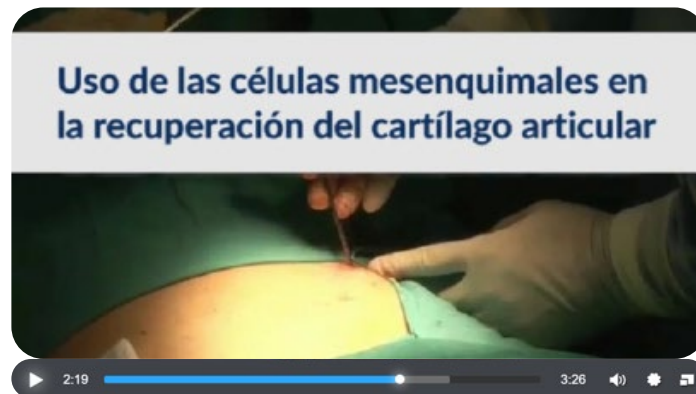 Uso de las células mesenquimales en
la recuperación del cartílago articular
2:19 3:26